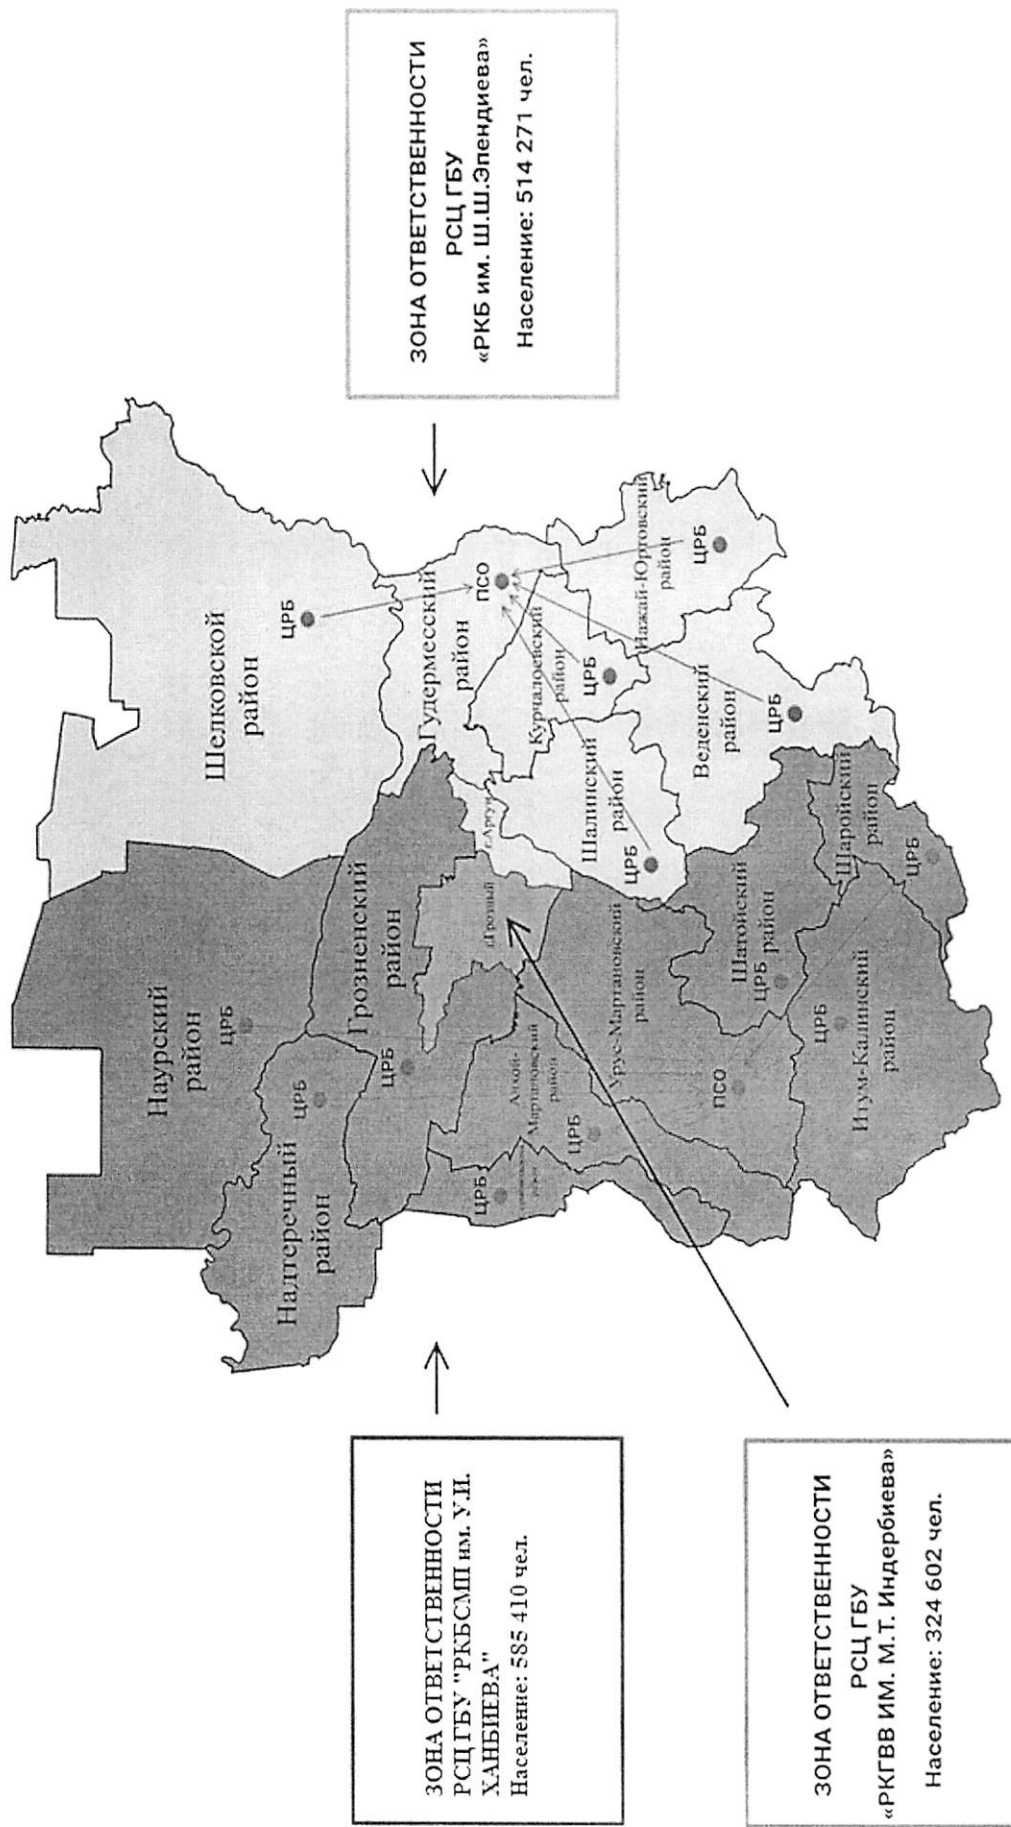 ЗОНА ОТВЕТСТВЕННОСТИ
РСЦ ГБУ "РКБСМП им. У.И.
ХАНБИЕВА"
Население: 585 410 чел.
ЗОНА ОТВЕТСТВЕННОСТИ
РСЦ ГБУ
«РКГВВ ИМ. М.Т. Индербиева»
Население: 324 602 чел.
ЗОНА ОТВЕТСТВЕННОСТИ
РСЦ ГБУ
«РКБ им. Ш.Ш.Эпендиева»
Население: 514 271 чел.
Наурский
район
ЦРБ
Шелковской
район
ЦРБ
Надтеречный
район
ЦРБ
Грозненский
район
ЦРБ
Гудермесский
район
ПСО
г.Грозный
г.Аргун
Курчалоевский
район
ЦРБ
ЦРБ
Ачхой-
Мартановский
район
ЦРБ
Шалинский
район
ЦРБ
Нажай-Юртовский
район
ЦРБ
Урус-Мартановский
район
ПСО
Веденский
район
ЦРБ
Шатойский
район
ЦРБ
Шаройский
район
ЦРБ
Итум-Калинский
район
ЦРБ